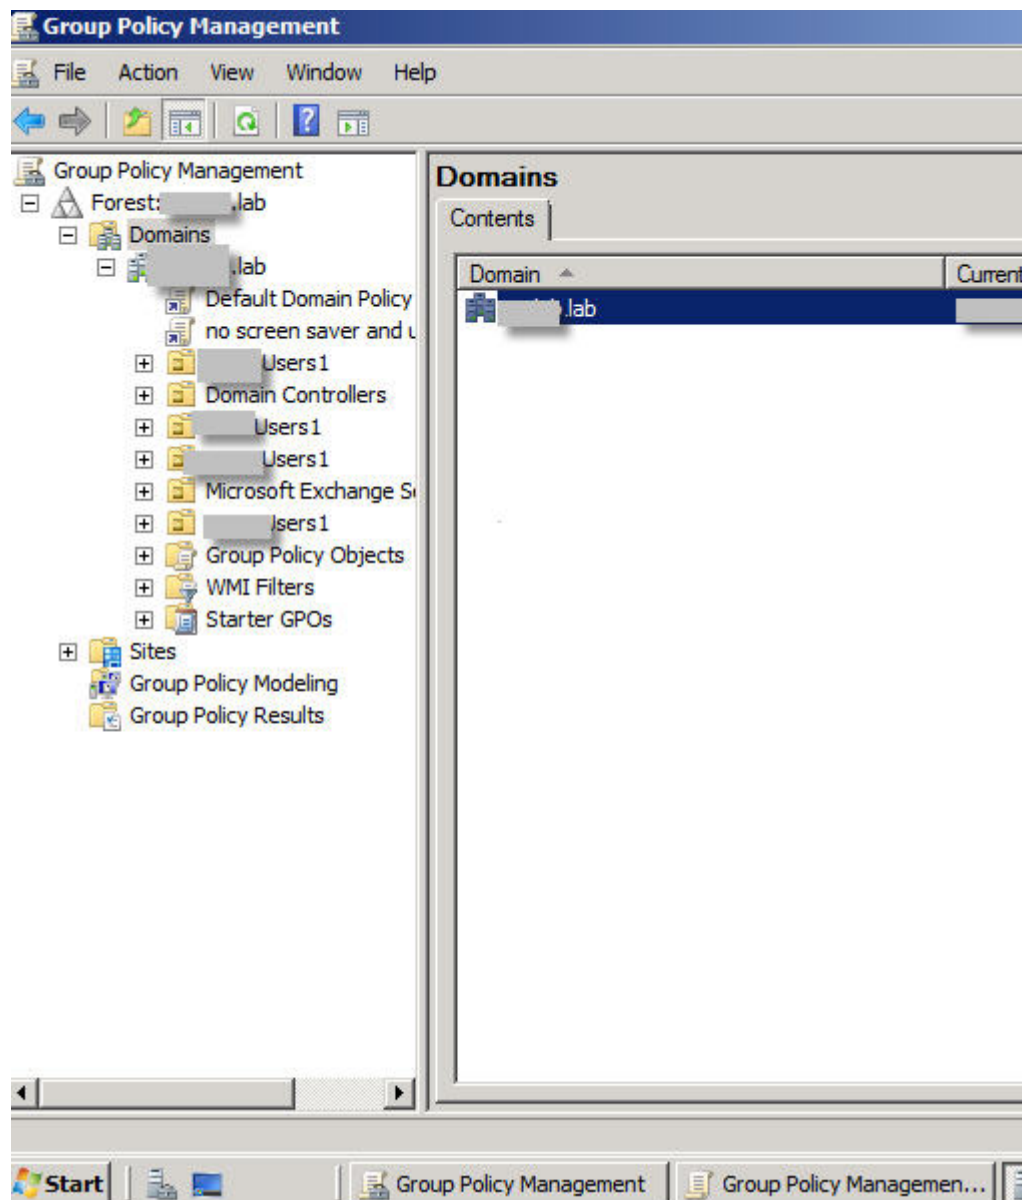 Group Policy Management
File Action View Window Help
Group Policy Management
Forest: .lab
Domains
.lab
Default Domain Policy
no screen saver and u
Users1
Domain Controllers
Users1
Users1
Microsoft Exchange Se
Users1
Group Policy Objects
WMI Filters
Starter GPOs
Sites
Group Policy Modeling
Group Policy Results
Domains
Contents
Domain Current
.lab
Start Group Policy Management Group Policy Managemen...